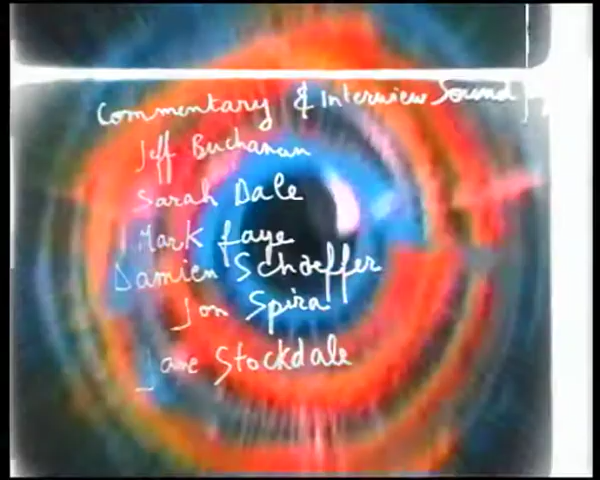 Commentary & Interview Sound
Jeff Buchanan
Sarah Dale
Mark Faye
Damien Schaeffer
Jon Spira
Jane Stockdale